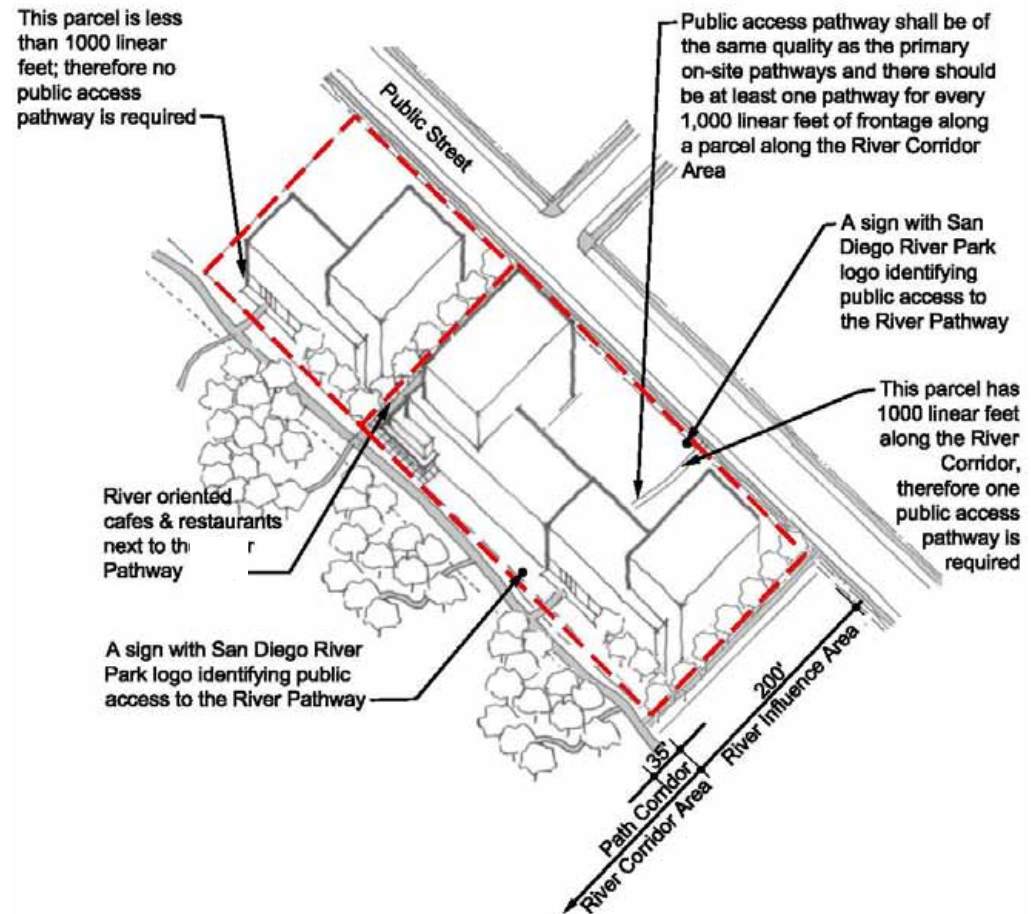 This parcel is less
than 1000 linear
feet; therefore no
public access
pathway is required
Public access pathway shall be of
the same quality as the primary
on-site pathways and there should
be at least one pathway for every
1,000 linear feet of frontage along
a parcel along the River Corridor
Area
Public Street
A sign with San
Diego River Park
logo identifying
public access to
the River Pathway
This parcel has
1000 linear feet
along the River
Corridor,
therefore one
public access
pathway is
required
River oriented
cafes & restaurants
next to
Pathway
A sign with San Diego River
Park logo identifying public
access to the River Pathway
200'
River Influence Area
35'
Path Corridor
River Corridor Area